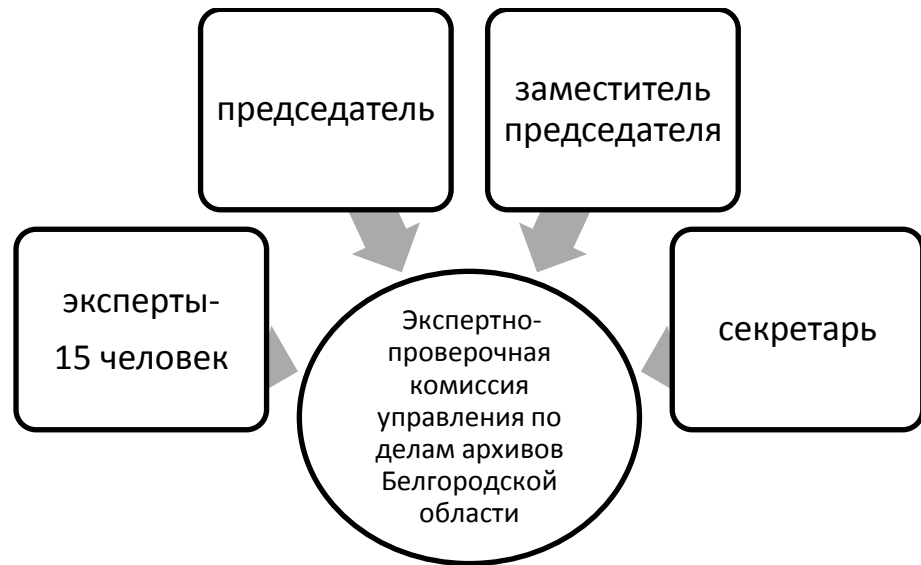 председатель
заместитель
председателя
эксперты-
15 человек
Экспертно-
проверочная
комиссия
управления по
делам архивов
Белгородской
области
секретарь